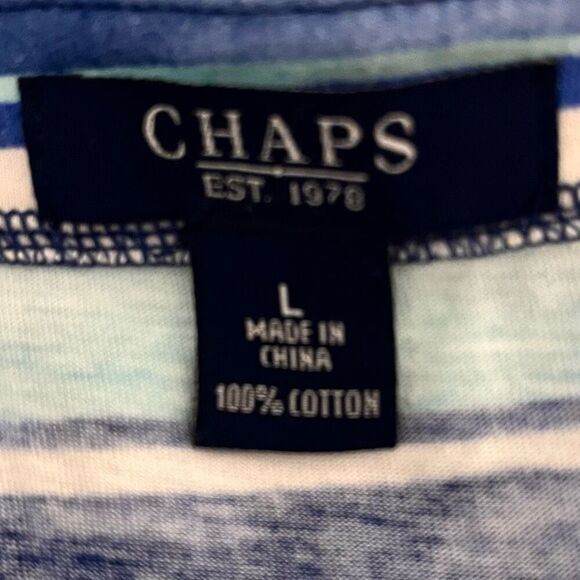 CHAPS
EST. 1978
L
MADE IN
CHINA
100% COTTON